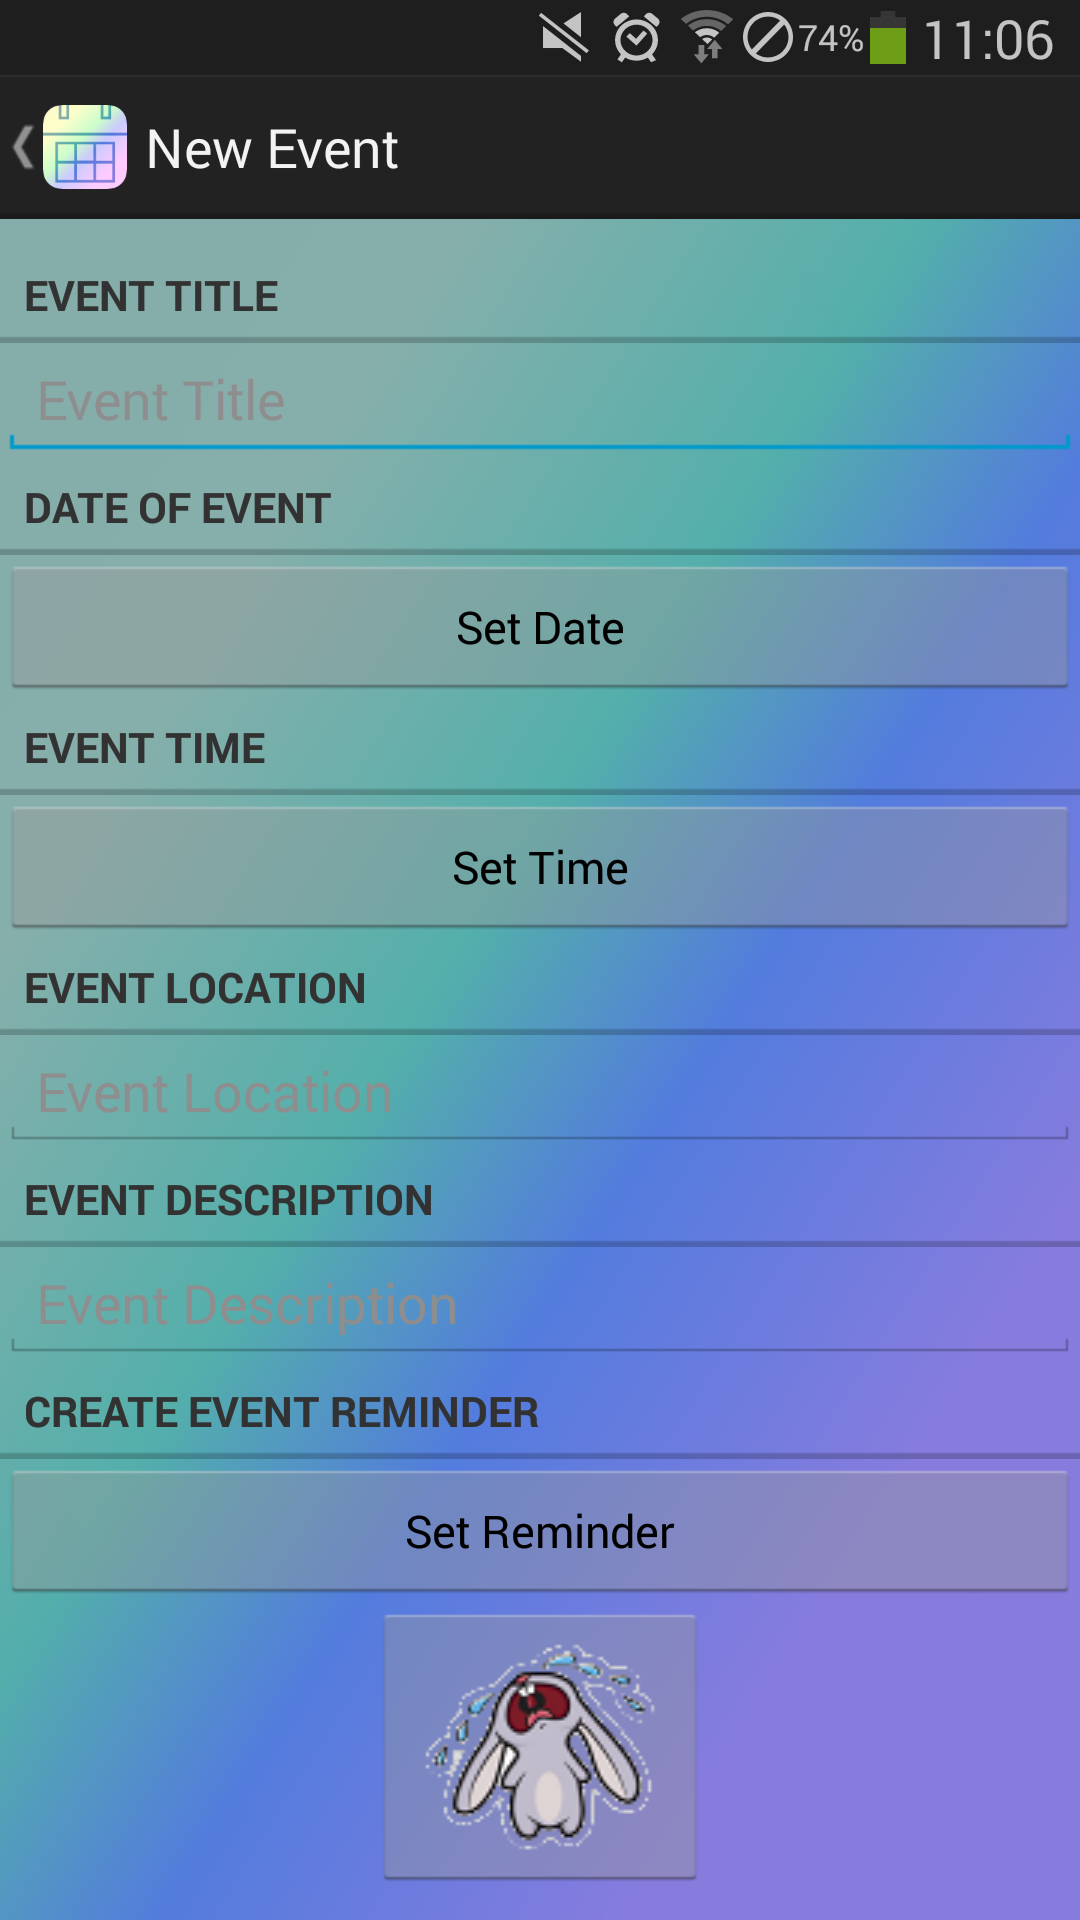 74% 11:06
New Event
EVENT TITLE
Event Title
DATE OF EVENT
Set Date
EVENT TIME
Set Time
EVENT LOCATION
Event Location
EVENT DESCRIPTION
Event Description
CREATE EVENT REMINDER
Set Reminder